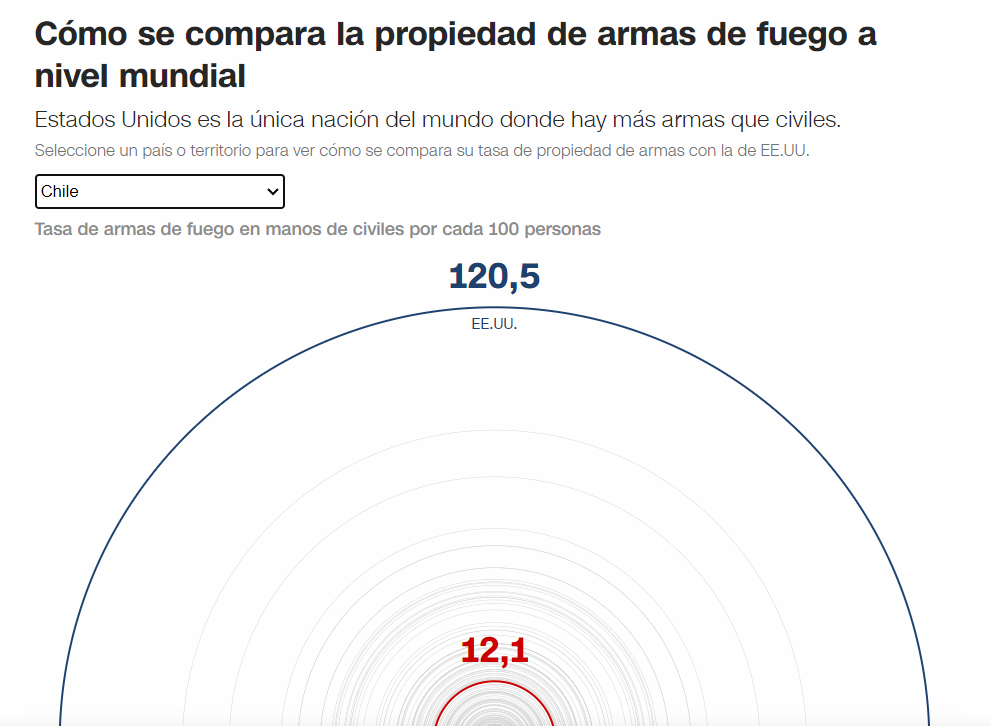 Cómo se compara la propiedad de armas de fuego a
nivel mundial
Estados Unidos es la única nación del mundo donde hay más armas que civiles.
Seleccione un país o territorio para ver cómo se compara su tasa de propiedad de armas con la de EE.UU.
Chile
Tasa de armas de fuego en manos de civiles por cada 100 personas
120,5
EE.UU.
12,1